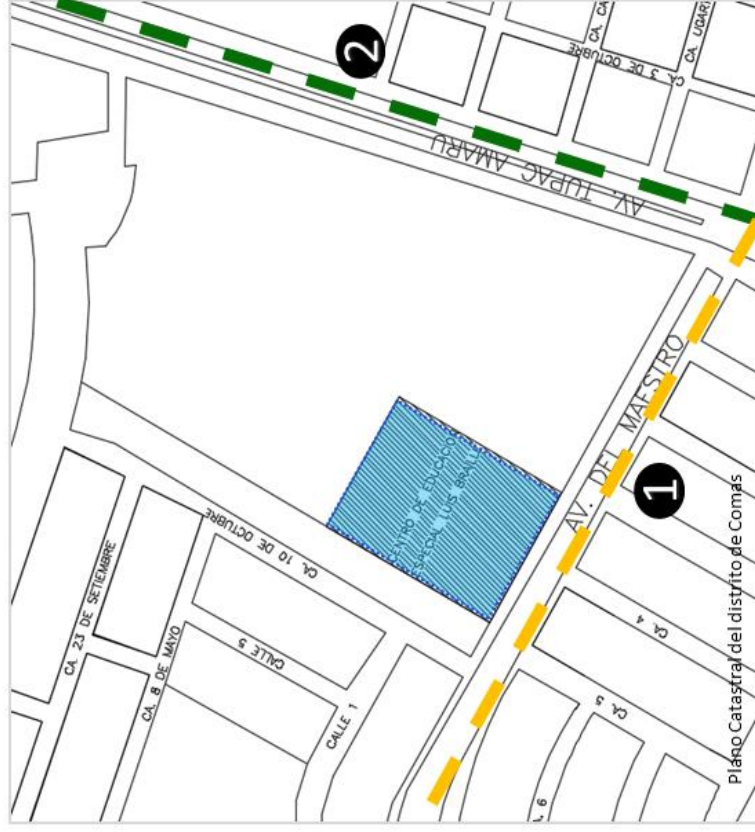 2
CA. 3 DE OCTUBRE
AV. TUPAC AMARU
CENTRO DE EDUCACIO
ESPECIAL LUIS BRAILLE
AV. DEL MAESTRO
CA. 10 DE OCTUBRE
CA. 23 DE SETIEMBRE
CA. 8 DE MAYO
CALLE 5
CALLE 1
1
CA. 4
CA. 5
Plano Catastral del distrito de Comas